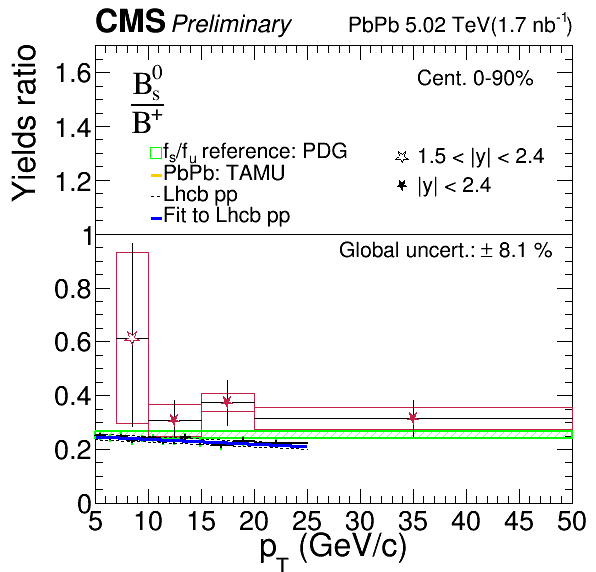 CMS Preliminary PbPb 5.02 TeV(1.7 nb⁻¹)
Yields ratio
Cent. 0-90%
B⁰ₛ
B⁺
fₛ/fᵤ reference: PDG
PbPb: TAMU
Lhcb pp
Fit to Lhcb pp
1.5 < |y| < 2.4
|y| < 2.4
Global uncert.: ± 8.1 %
1.6
1.4
1.2
1
0.8
0.6
0.4
0.2
0
5 10 15 20 25 30 35 40 45 50
p_T (GeV/c)